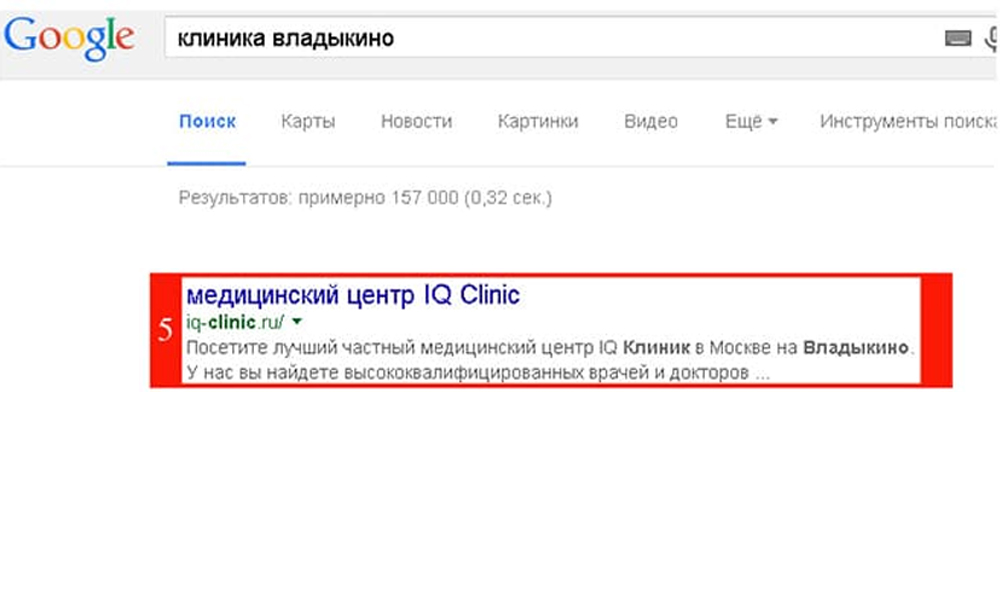 Google клиника владыкино
Поиск Карты Новости Картинки Видео Ещё Инструменты поиска
Результатов: примерно 157 000 (0,32 сек.)
медицинский центр IQ Clinic
5
iq-clinic.ru/
Посетите лучший частный медицинский центр IQ Клиник в Москве на Владыкино.
У нас вы найдете высококвалифицированных врачей и докторов ...